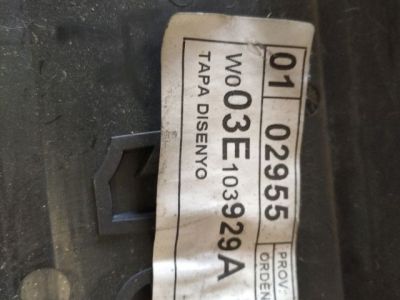 01 02955 PROV.
ORDEN
W003E103929A
TAPA DISENYO